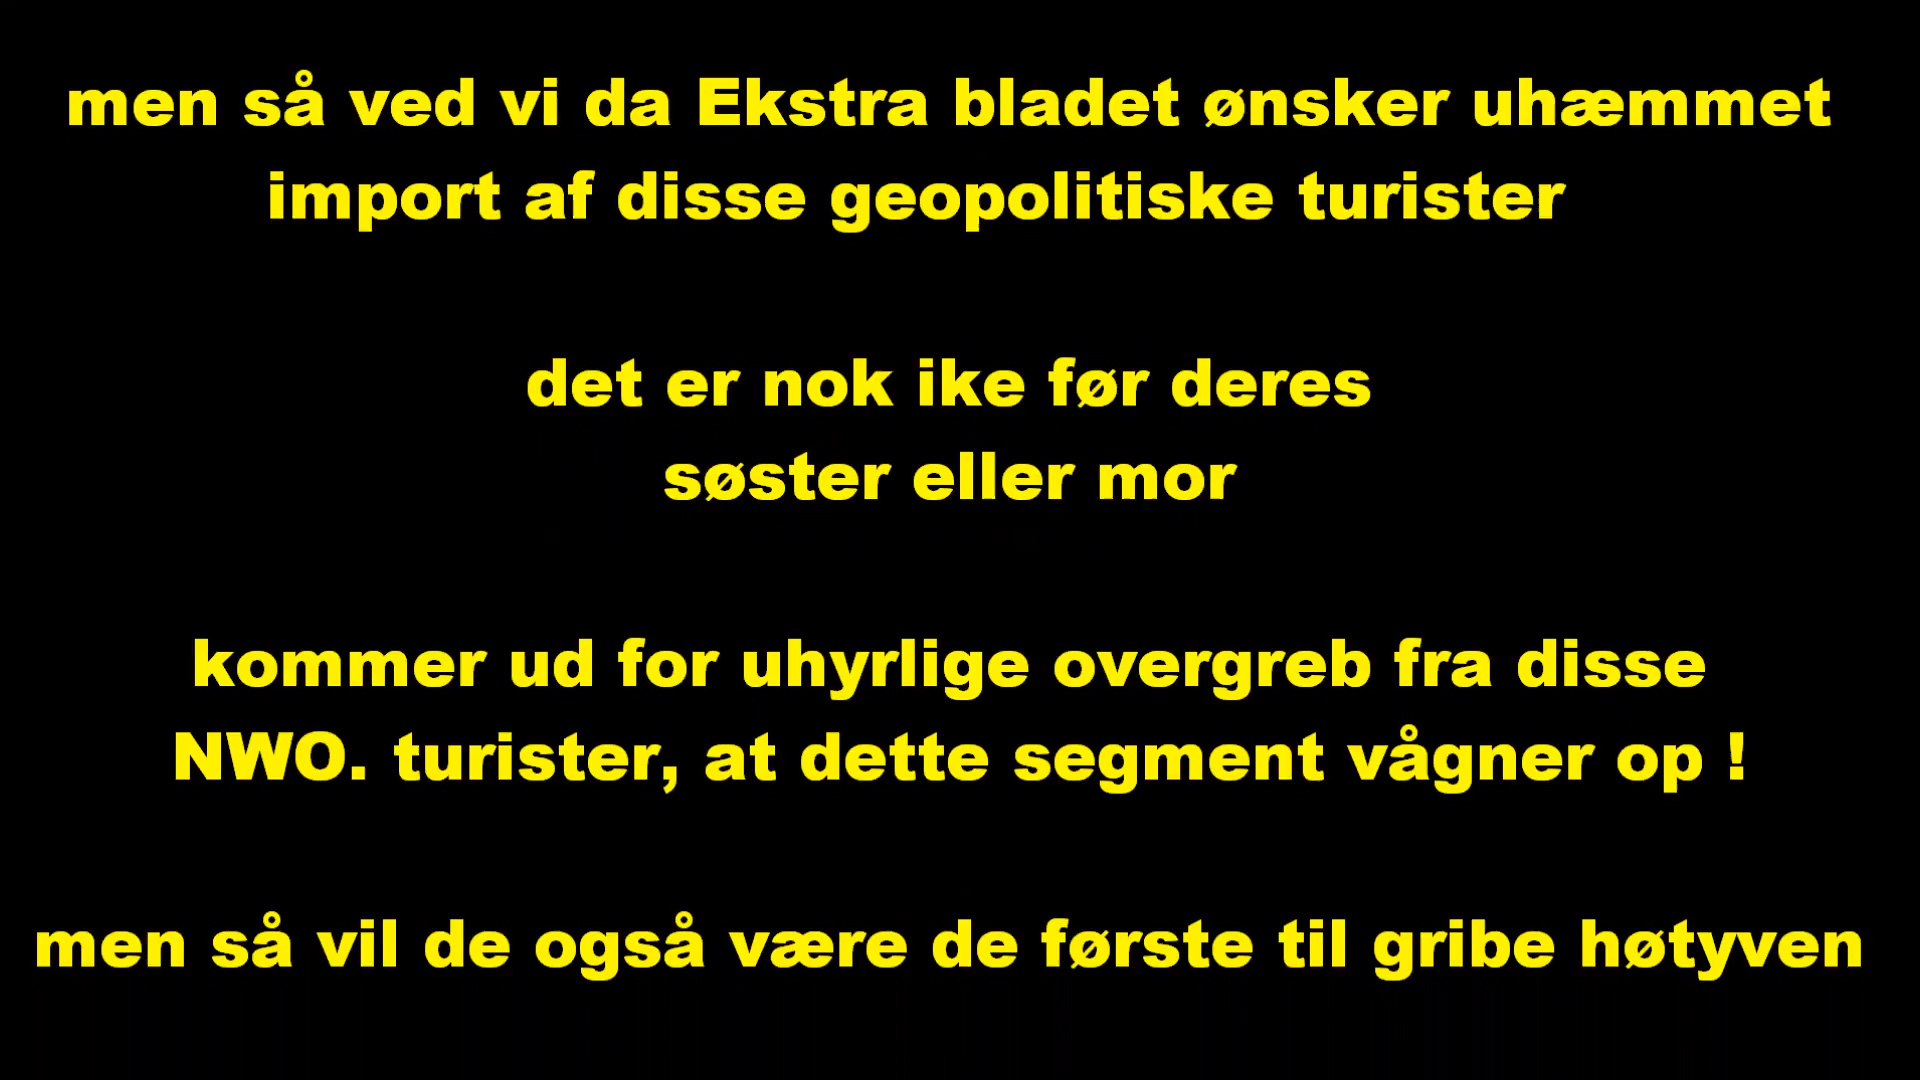 men så ved vi da Ekstra bladet ønsker uhæmmet
import af disse geopolitiske turister
det er nok ike før deres
søster eller mor
kommer ud for uhyrlige overgreb fra disse
NWO. turister, at dette segment vågner op !
men så vil de også være de første til gribe høtyven